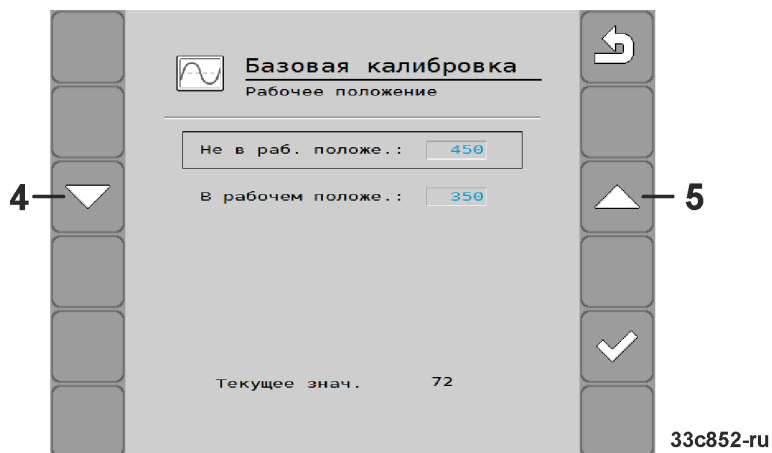 Базовая калибровка
Рабочее положение
Не в раб. положе.: 450
4
5
В рабочем положе.: 350
Текущее знач. 72
33c852-ru